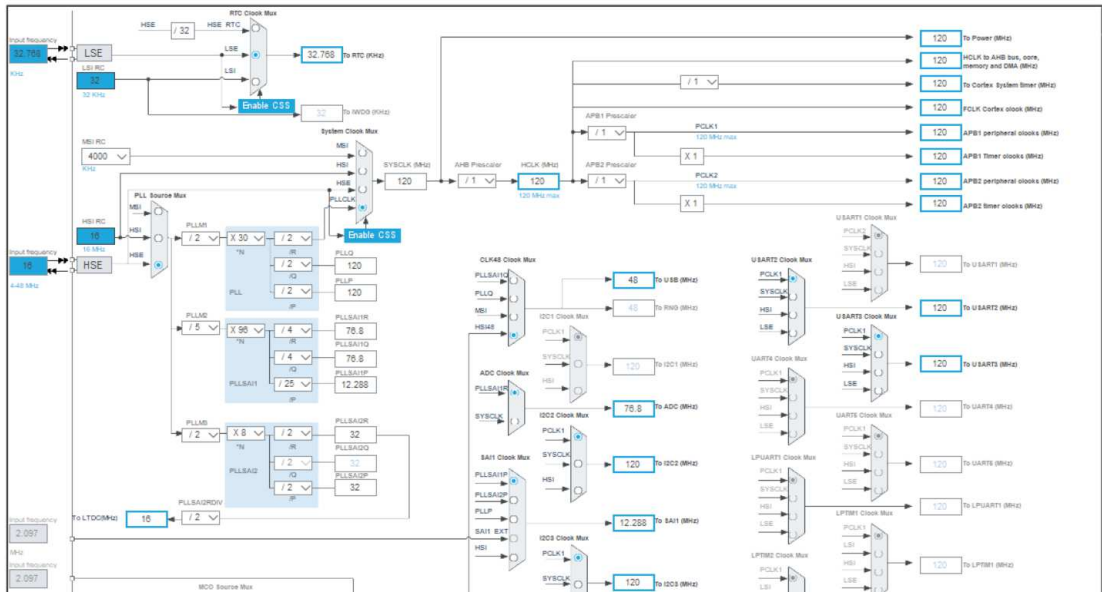 RTC Clock Mux
HSE
/ 32
HSE_RTC
Input frequency
32.768
KHz
LSE
LSE
32.768
To RTC (KHz)
LSI RC
32
32 KHz
LSI
Enable CSS
32
To IWDG (KHz)
120
To Power (MHz)
120
HCLK to AHB bus, core,
memory and DMA (MHz)
/ 1
120
To Cortex System timer (MHz)
120
FCLK Cortex clock (MHz)
System Clock Mux
MSI RC
4000
KHz
MSI
HSI
HSE
PLLCLK
Enable CSS
SYSCLK (MHz)
120
AHB Prescaler
/ 1
HCLK (MHz)
120
120 MHz max
APB1 Prescaler
/ 1
PCLK1
120 MHz max
120
APB1 peripheral clocks (MHz)
X 1
120
APB1 Timer clocks (MHz)
APB2 Prescaler
/ 1
PCLK2
120 MHz max
120
APB2 peripheral clocks (MHz)
X 1
120
APB2 timer clocks (MHz)
PLL Source Mux
MSI
HSI
HSE
HSI RC
16
16 MHz
Input frequency
16
4-48 MHz
HSE
PLLM1
/ 2
X 30
*N
/ 2
/R
PLLQ
/ 2
120
/Q
PLLP
PLL
/ 2
120
/P
PLLM2
/ 5
X 96
*N
/ 4
/R
PLLSAI1R
76.8
PLLSAI1Q
/ 4
76.8
/Q
PLLSAI1P
PLLSAI1
/ 25
12.288
/P
PLLM3
/ 2
X 8
*N
/ 2
/R
PLLSAI2R
32
PLLSAI2Q
/ 2
32
/Q
PLLSAI2P
PLLSAI2
/ 2
32
/P
PLLSAI2RDIV
To LTDC(MHz)
16
/ 2
Input frequency
2.097
MHz
Input frequency
2.097
MCO Source Mux
CLK48 Clock Mux
PLLSAI1Q
PLLQ
MSI
HSI48
48
To USB (MHz)
48
To RNG (MHz)
I2C1 Clock Mux
PCLK1
SYSCLK
HSI
120
To I2C1 (MHz)
ADC Clock Mux
PLLSAI1R
SYSCLK
76.8
To ADC (MHz)
I2C2 Clock Mux
PCLK1
SYSCLK
HSI
120
To I2C2 (MHz)
SAI1 Clock Mux
PLLSAI1P
PLLSAI2P
PLLP
SAI1_EXT
HSI
12.288
To SAI1 (MHz)
I2C3 Clock Mux
PCLK1
SYSCLK
120
To I2C3 (MHz)
USART1 Clock Mux
PCLK2
SYSCLK
HSI
LSE
120
To USART1 (MHz)
USART2 Clock Mux
PCLK1
SYSCLK
HSI
LSE
120
To USART2 (MHz)
USART3 Clock Mux
PCLK1
SYSCLK
HSI
LSE
120
To USART3 (MHz)
UART4 Clock Mux
PCLK1
SYSCLK
HSI
LSE
120
To UART4 (MHz)
UART5 Clock Mux
PCLK1
SYSCLK
HSI
LSE
120
To UART5 (MHz)
LPUART1 Clock Mux
PCLK1
SYSCLK
HSI
LSE
120
To LPUART1 (MHz)
LPTIM1 Clock Mux
PCLK1
LSI
HSI
LSE
120
To LPTIM1 (MHz)
LPTIM2 Clock Mux
PCLK1
LSI